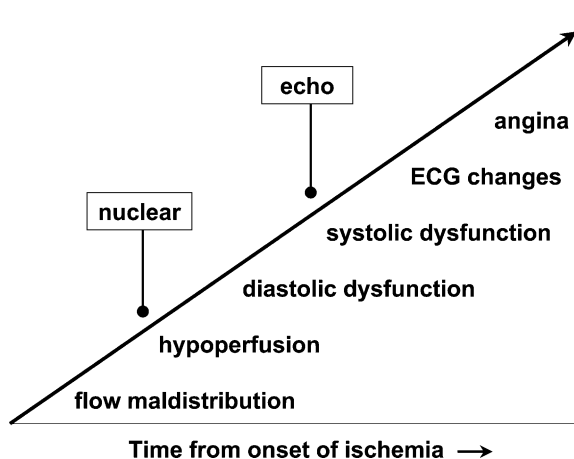 echo
angina
ECG changes
nuclear
systolic dysfunction
diastolic dysfunction
hypoperfusion
flow maldistribution
Time from onset of ischemia →